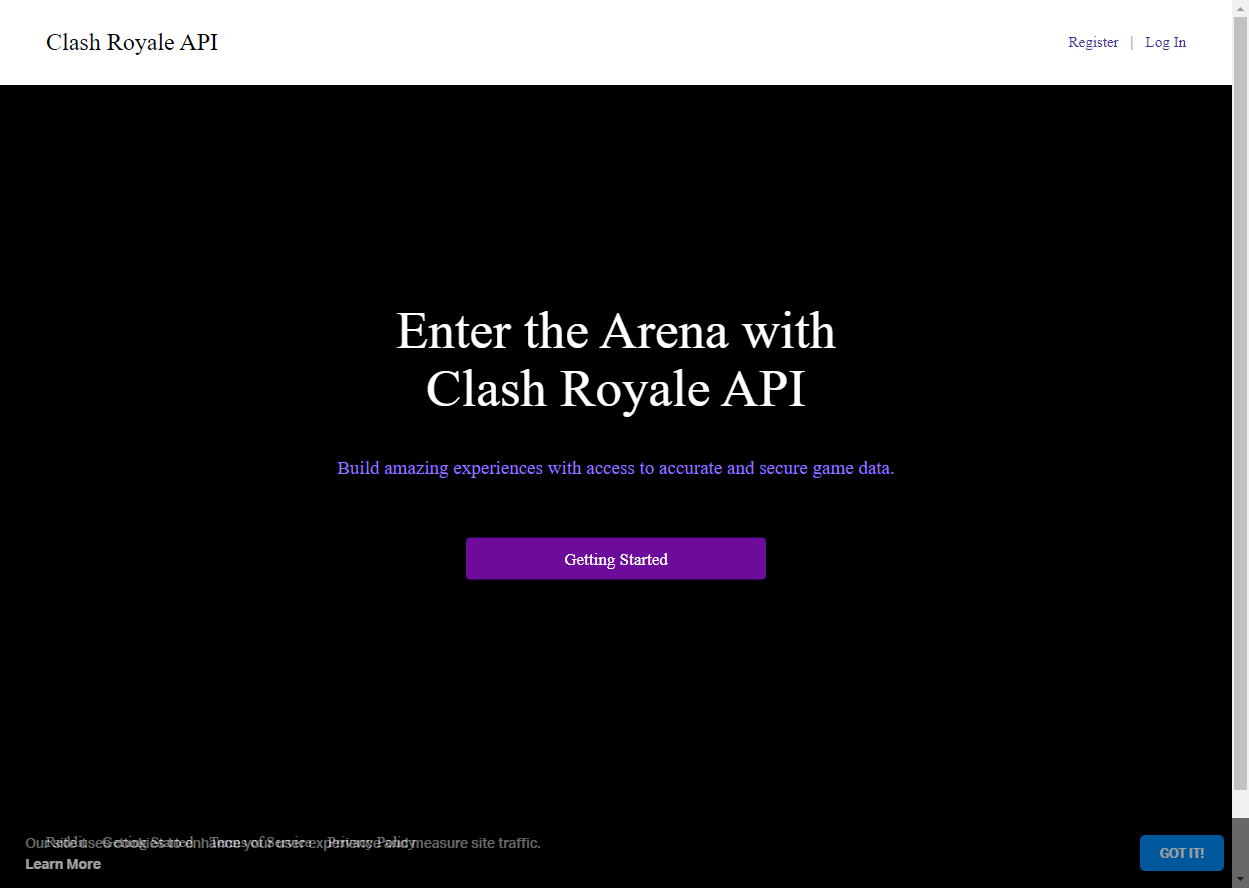 Clash Royale API
Register | Log In
Enter the Arena with
Clash Royale API
Build amazing experiences with access to accurate and secure game data.
Getting Started
Reddit Getting Started Terms of Service Privacy Policy
Our site uses cookies to enhance your user experience and measure site traffic.
Learn More
GOT IT!